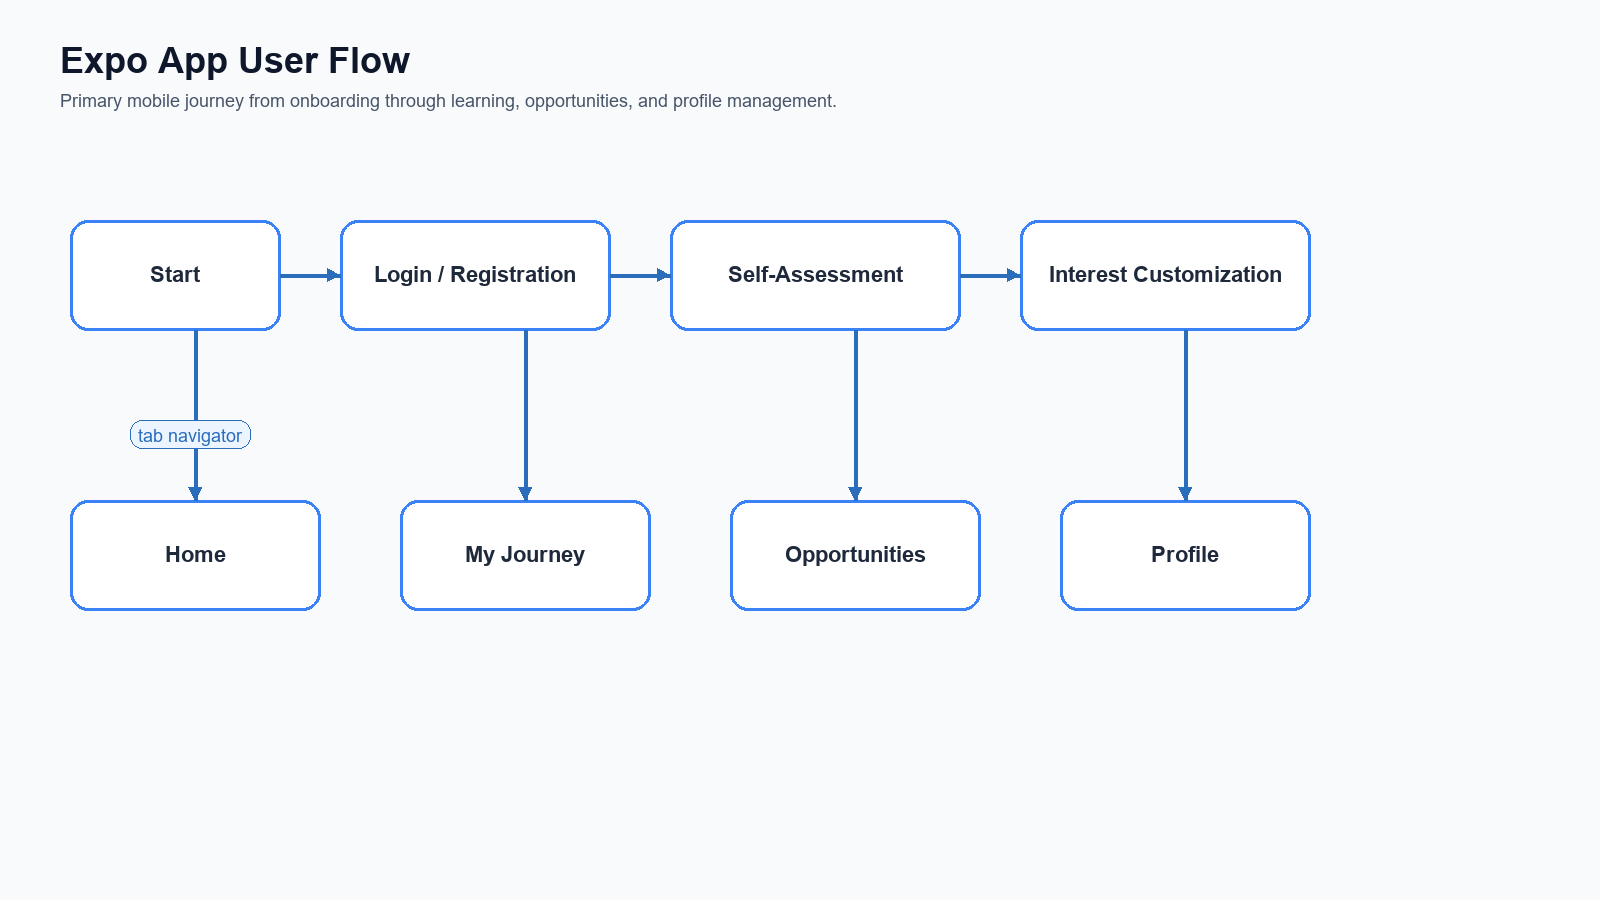 Expo App User Flow
Primary mobile journey from onboarding through learning, opportunities, and profile management.
Start
Login / Registration
Self-Assessment
Interest Customization
tab navigator
Home
My Journey
Opportunities
Profile